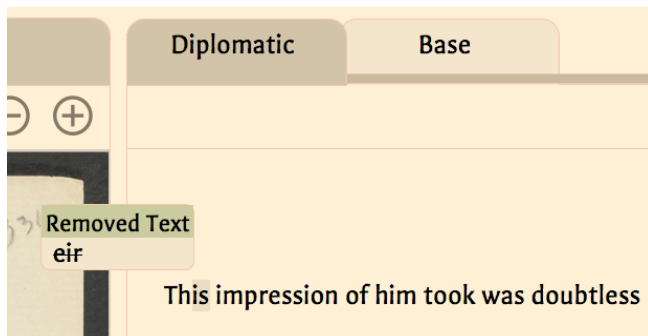 Diplomatic
Base
Removed Text
eir
This impression of him took was doubtless